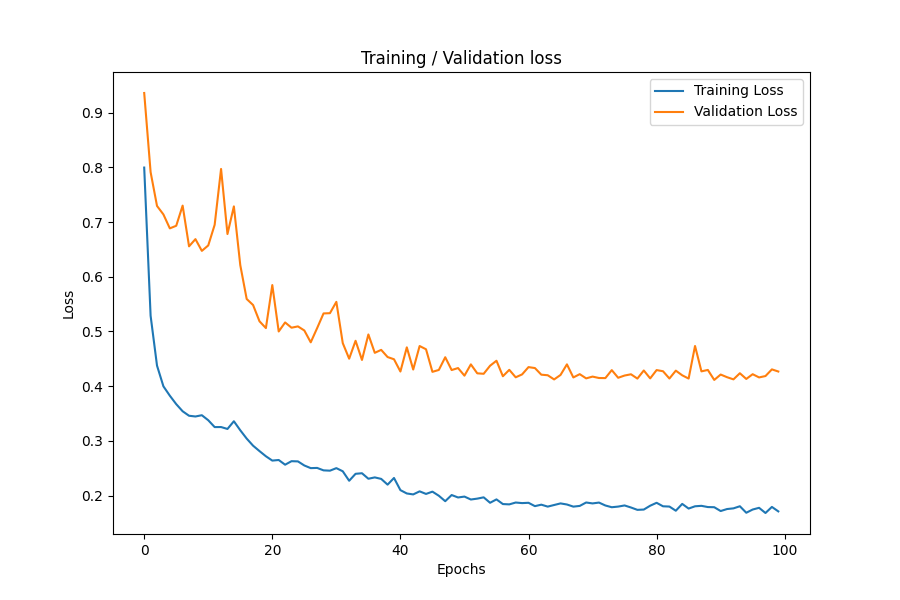 Training / Validation loss
Training Loss
Validation Loss
0.9
0.8
0.7
0.6
0.5
0.4
0.3
0.2
Loss
0 20 40 60 80 100
Epochs